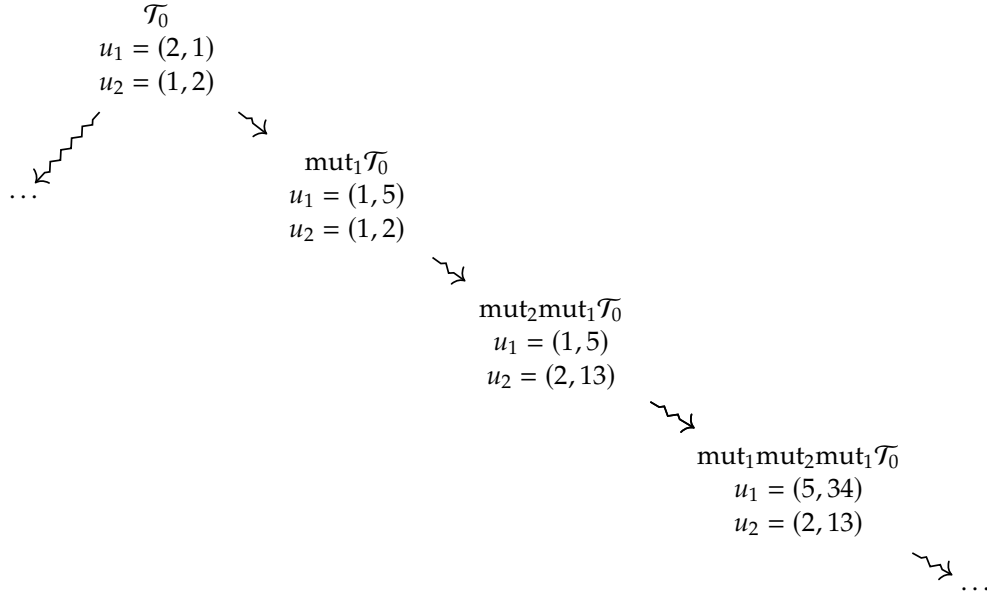 𝒯₀
u₁ = (2, 1)
u₂ = (1, 2)
...
mut₁𝒯₀
u₁ = (1, 5)
u₂ = (1, 2)
mut₂mut₁𝒯₀
u₁ = (1, 5)
u₂ = (2, 13)
mut₁mut₂mut₁𝒯₀
u₁ = (5, 34)
u₂ = (2, 13)
...